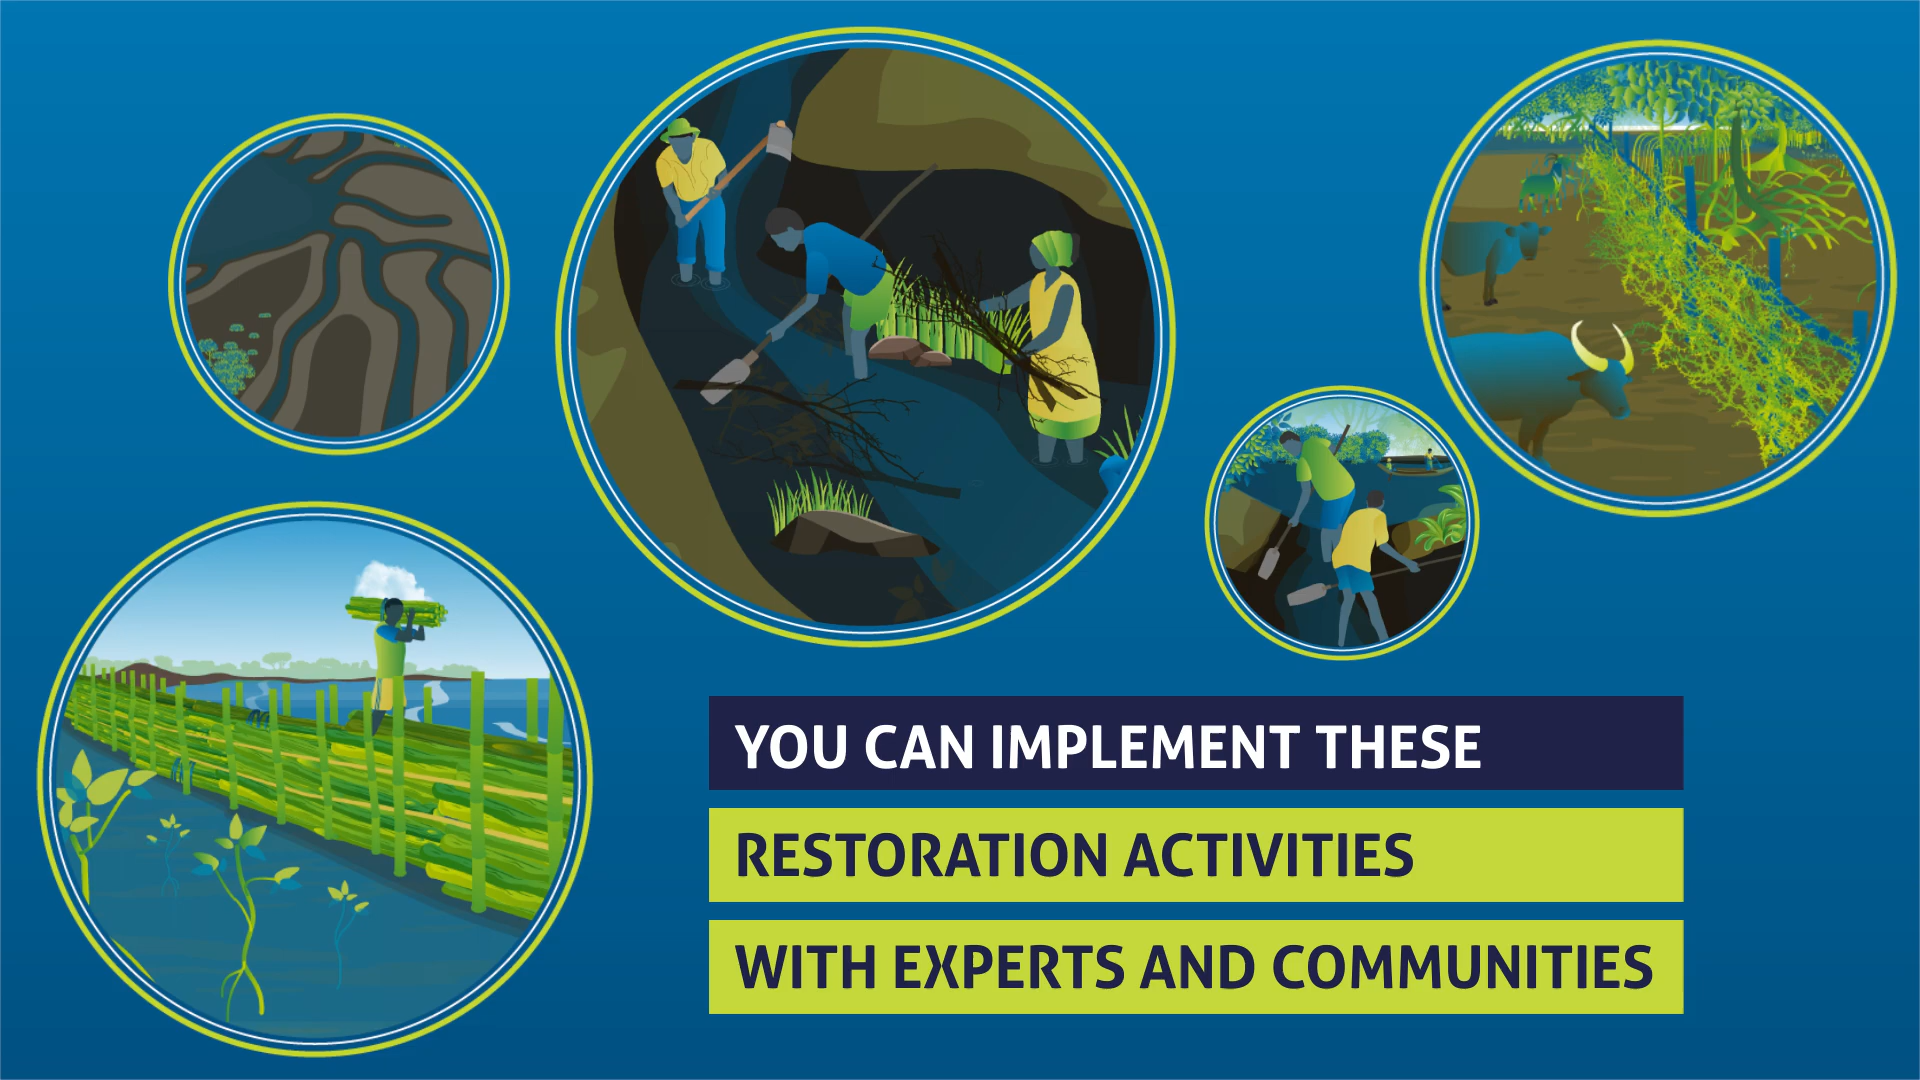 YOU CAN IMPLEMENT THESE
RESTORATION ACTIVITIES
WITH EXPERTS AND COMMUNITIES